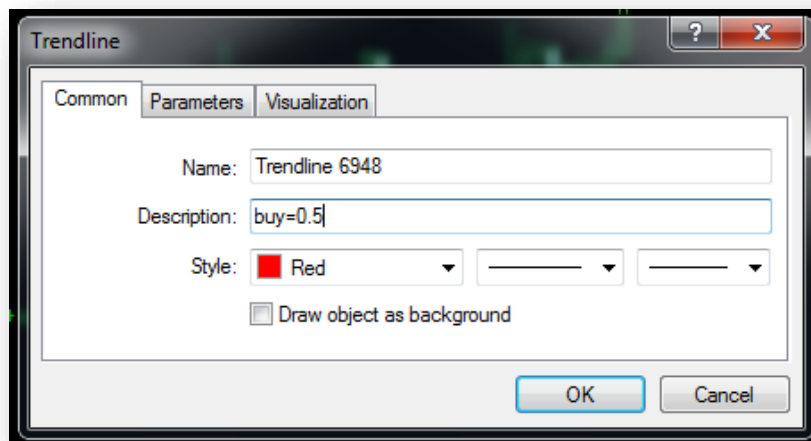 Trendline
?
X
Common Parameters Visualization
Name: Trendline 6948
Description: buy=0.5
Style: Red
Draw object as background
OK Cancel